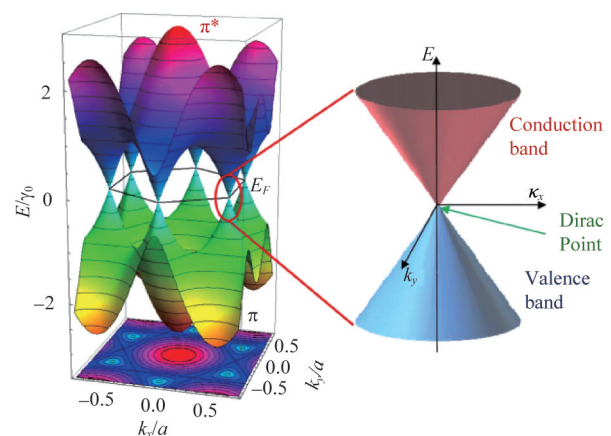 π*
2
0
−2
E/γ₀
E_F
π
−0.5
0.0
0.5
k_x/a
−0.5
0.0
0.5
k_y/a
E
Conduction
band
κ_x
Dirac
Point
k_y
Valence
band